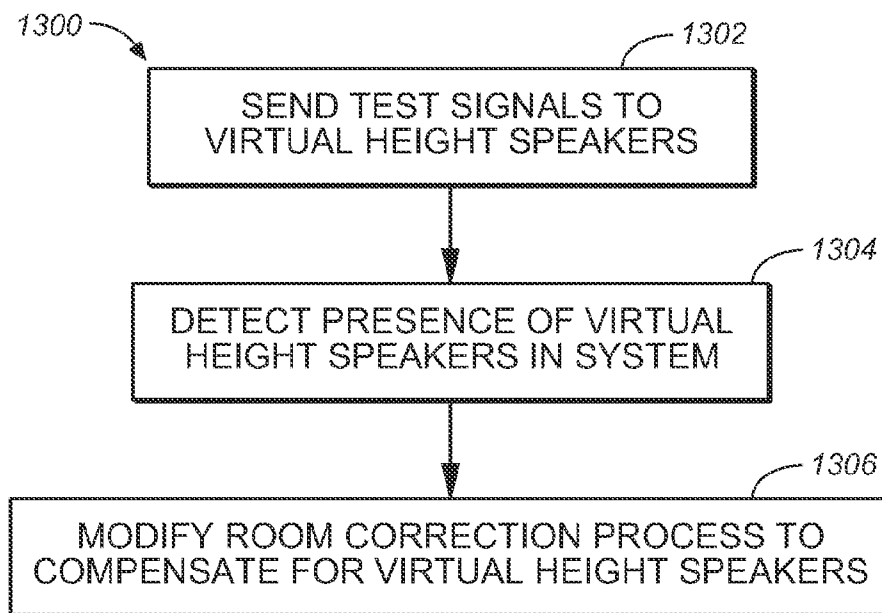 1300
1302
SEND TEST SIGNALS TO
VIRTUAL HEIGHT SPEAKERS
1304
DETECT PRESENCE OF VIRTUAL
HEIGHT SPEAKERS IN SYSTEM
1306
MODIFY ROOM CORRECTION PROCESS TO
COMPENSATE FOR VIRTUAL HEIGHT SPEAKERS